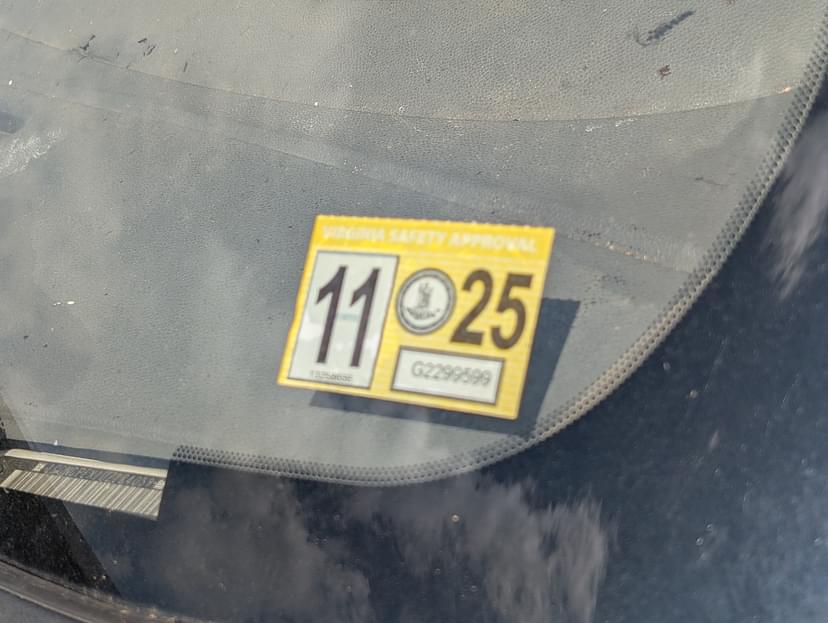 VIRGINIA SAFETY APPROVAL
11 25
G2299599